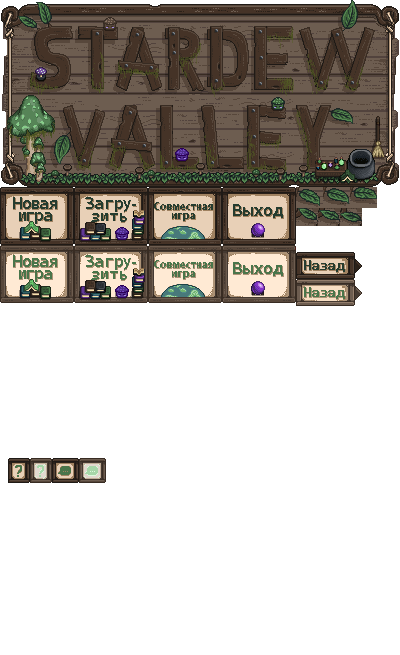 STARDEW
VALLEY
Новая
игра
Загру-
зить
Совместная
игра
Выход
Новая
игра
Загру-
зить
Совместная
игра
Выход
Назад
Назад
? ?